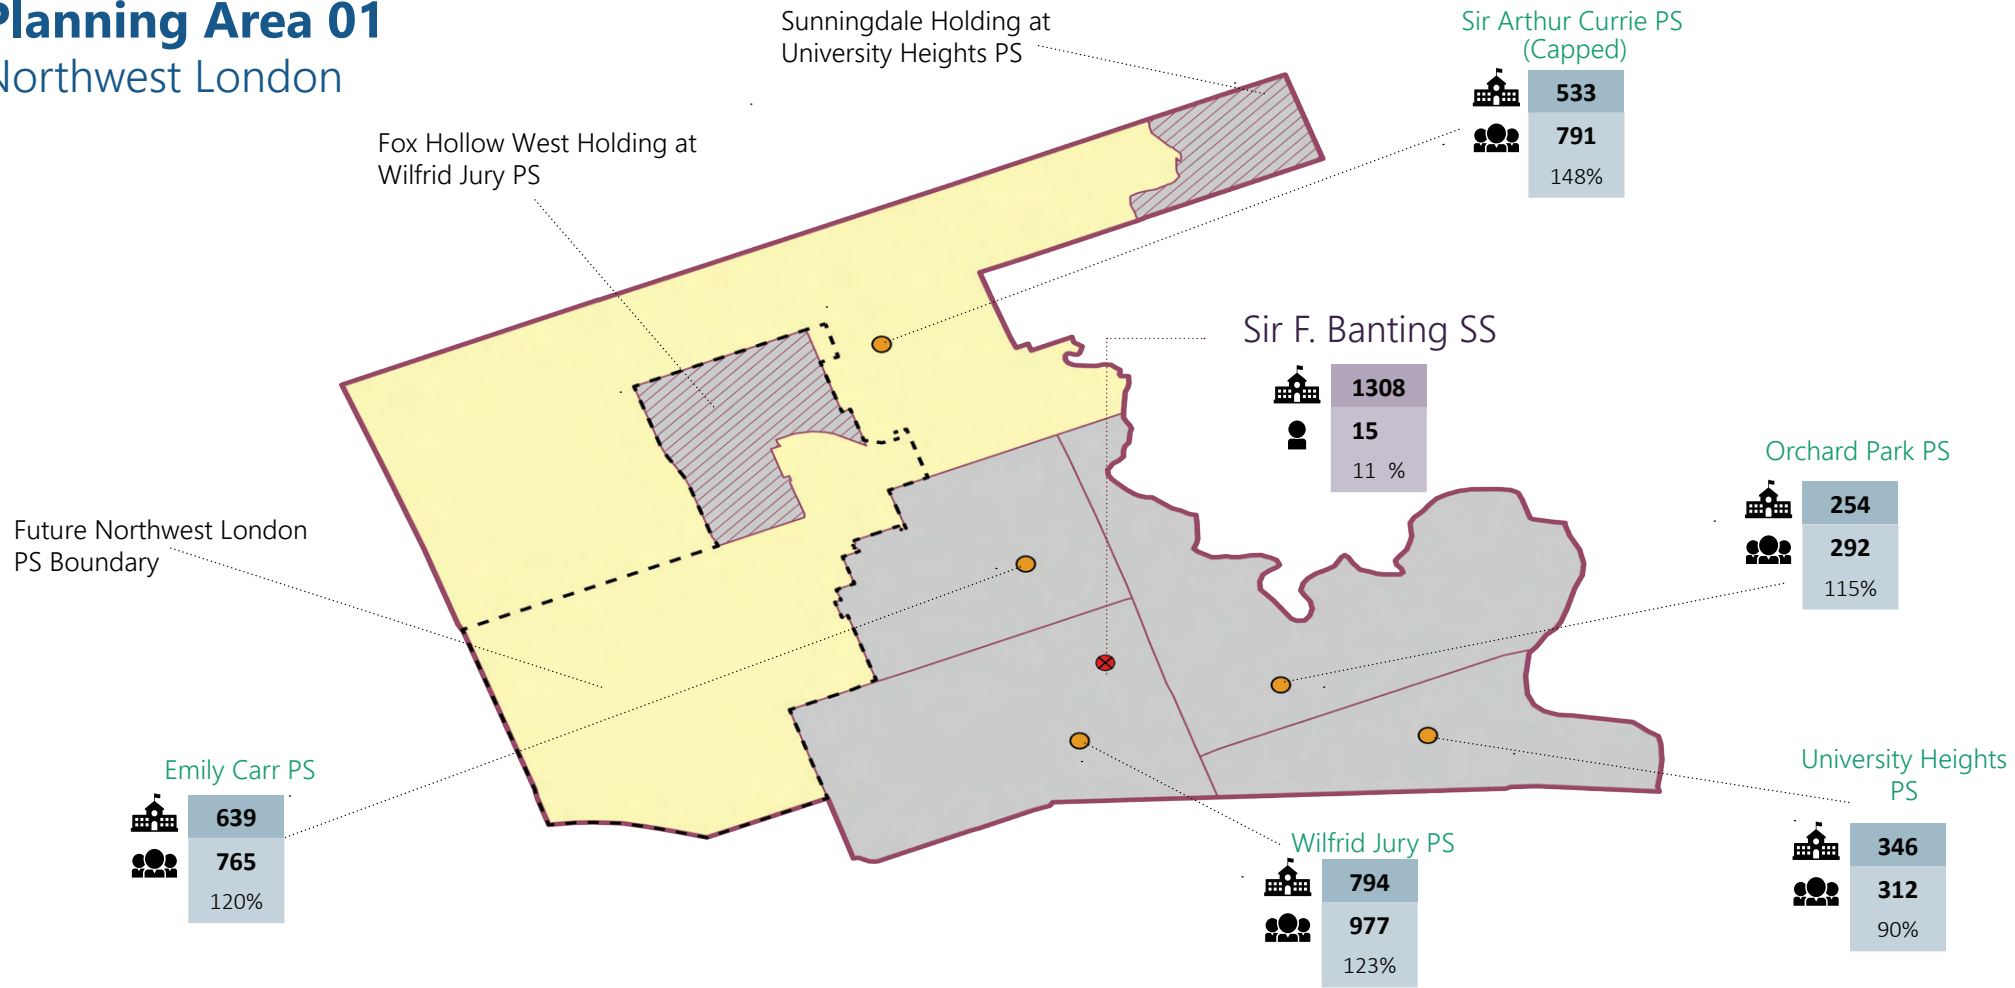 Planning Area 01
Northwest London
Sunningdale Holding at
University Heights PS
Sir Arthur Currie PS
(Capped)
533
791
148%
Fox Hollow West Holding at
Wilfrid Jury PS
Sir F. Banting SS
1308
15
11 %
Orchard Park PS
254
292
115%
Future Northwest London
PS Boundary
Emily Carr PS
639
765
120%
University Heights
PS
346
312
90%
Wilfrid Jury PS
794
977
123%